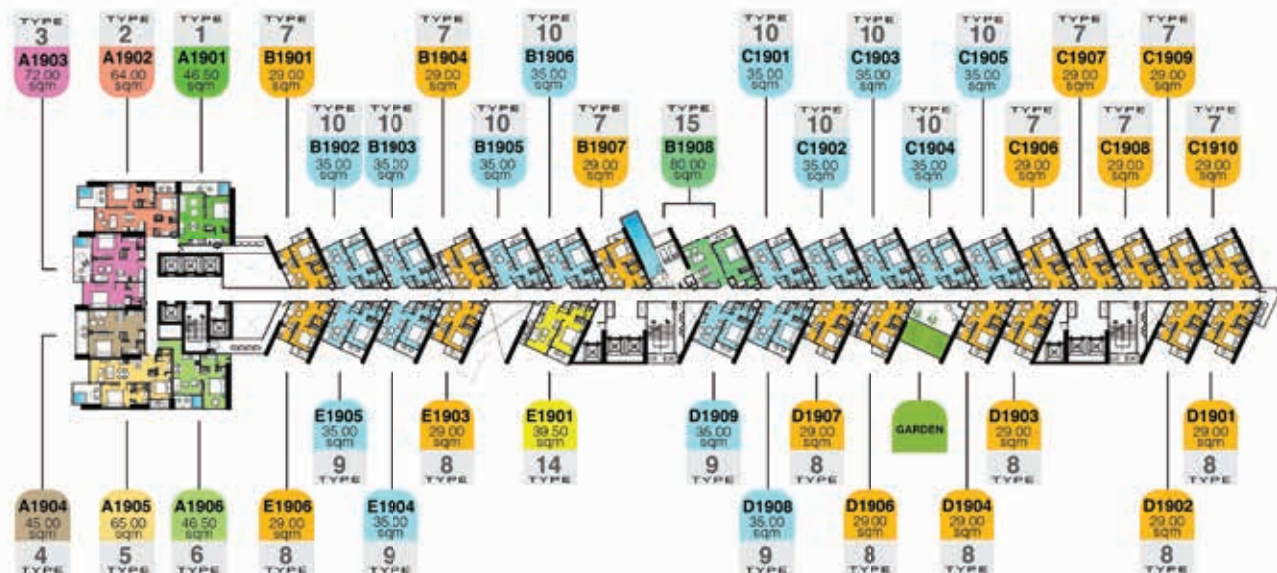 TYPE
3
A1903
72.00
sqm
TYPE
2
A1902
64.00
sqm
TYPE
1
A1901
46.50
sqm
TYPE
7
B1901
29.00
sqm
TYPE
7
B1904
29.00
sqm
TYPE
10
B1906
35.00
sqm
TYPE
10
C1901
35.00
sqm
TYPE
10
C1903
35.00
sqm
TYPE
10
C1905
35.00
sqm
TYPE
7
C1907
29.00
sqm
TYPE
7
C1909
29.00
sqm
TYPE
10
B1902
35.00
sqm
TYPE
10
B1903
35.00
sqm
TYPE
10
B1905
35.00
sqm
TYPE
7
B1907
29.00
sqm
TYPE
15
B1908
80.00
sqm
TYPE
10
C1902
35.00
sqm
TYPE
10
C1904
35.00
sqm
TYPE
7
C1906
29.00
sqm
TYPE
7
C1908
29.00
sqm
TYPE
7
C1910
29.00
sqm
E1905
35.00
sqm
9
TYPE
E1903
29.00
sqm
8
TYPE
E1901
39.50
sqm
14
TYPE
D1909
35.00
sqm
9
TYPE
D1907
29.00
sqm
8
TYPE
GARDEN
D1903
29.00
sqm
8
TYPE
D1901
29.00
sqm
8
TYPE
A1904
45.00
sqm
4
TYPE
A1905
65.00
sqm
5
TYPE
A1906
46.50
sqm
6
TYPE
E1906
29.00
sqm
8
TYPE
E1904
35.00
sqm
9
TYPE
D1908
35.00
sqm
9
TYPE
D1906
29.00
sqm
8
TYPE
D1904
29.00
sqm
8
TYPE
D1902
29.00
sqm
8
TYPE